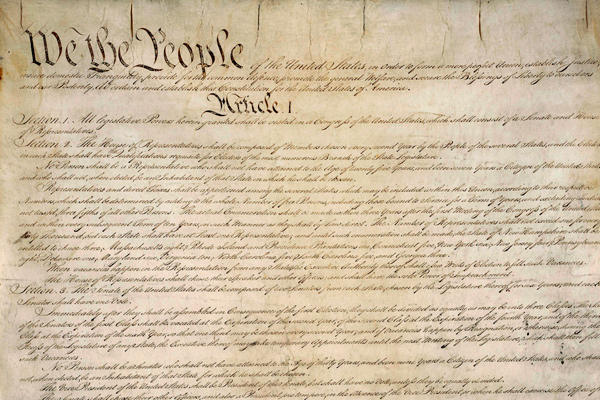 We the People of the United States, in Order to form a more perfect Union, establish Justice,
insure domestic Tranquility, provide for the common defence, promote the general Welfare, and secure the Blessings of Liberty to ourselves
and our Posterity, do ordain and establish this Constitution for the United States of America.
Article I.
Section 1. All legislative Powers herein granted shall be vested in a Congress of the United States, which shall consist of a Senate and House
of Representatives.
Section 2. The House of Representatives shall be composed of Members chosen every second Year by the People of the several States, and the Electors
in each State shall have Qualifications requisite for Electors of the most numerous Branch of the State Legislature.
No Person shall be a Representative who shall not have attained to the Age of twenty five Years, and been seven Years a Citizen of the United States,
and who shall not, when elected, be an Inhabitant of that State in which he shall be chosen.
Representatives and direct Taxes shall be apportioned among the several States which may be included within this Union, according to their respective
Numbers, which shall be determined by adding to the whole Number of free Persons, including those bound to Service for a Term of Years, and excluding Indians
not taxed, three fifths of all other Persons. The actual Enumeration shall be made within three Years after the first Meeting of the Congress of the United States,
and within every subsequent Term of ten Years, in such Manner as they shall by Law direct. The Number of Representatives shall not exceed one for every
thirty Thousand, but each State shall have at Least one Representative; and until such enumeration shall be made, the State of New Hampshire shall be
entitled to chuse three, Massachusetts eight, Rhode Island and Providence Plantations one, Connecticut five, New York six, New Jersey four, Pennsylvania
eight, Delaware one, Maryland six, Virginia ten, North Carolina five, South Carolina five, and Georgia three.
When vacancies happen in the Representation from any State, the Executive Authority thereof shall issue Writs of Election to fill such Vacancies.
The House of Representatives shall chuse their Speaker and other Officers; and shall have the sole Power of Impeachment.
Section 3. The Senate of the United States shall be composed of two Senators from each State, chosen by the Legislature thereof, for six Years; and each
Senator shall have one Vote.
Immediately after they shall be assembled in Consequence of the first Election, they shall be divided as equally as may be into three Classes. The Seats
of the Senators of the first Class shall be vacated at the Expiration of the second Year, of the second Class at the Expiration of the fourth Year, and of the third
Class at the Expiration of the sixth Year, so that one third may be chosen every second Year; and if Vacancies happen by Resignation, or otherwise, during the
Recess of the Legislature of any State, the Executive thereof may make temporary Appointments until the next Meeting of the Legislature, which shall then fill
such Vacancies.
No Person shall be a Senator who shall not have attained to the Age of thirty Years, and been nine Years a Citizen of the United States, and who shall
not, when elected, be an Inhabitant of that State for which he shall be chosen.
The Vice President of the United States shall be President of the Senate, but shall have no Vote, unless they be equally divided.
The Senate shall chuse their other Officers, and also a President pro tempore, in the Absence of the Vice President, or when he shall exercise the Office of